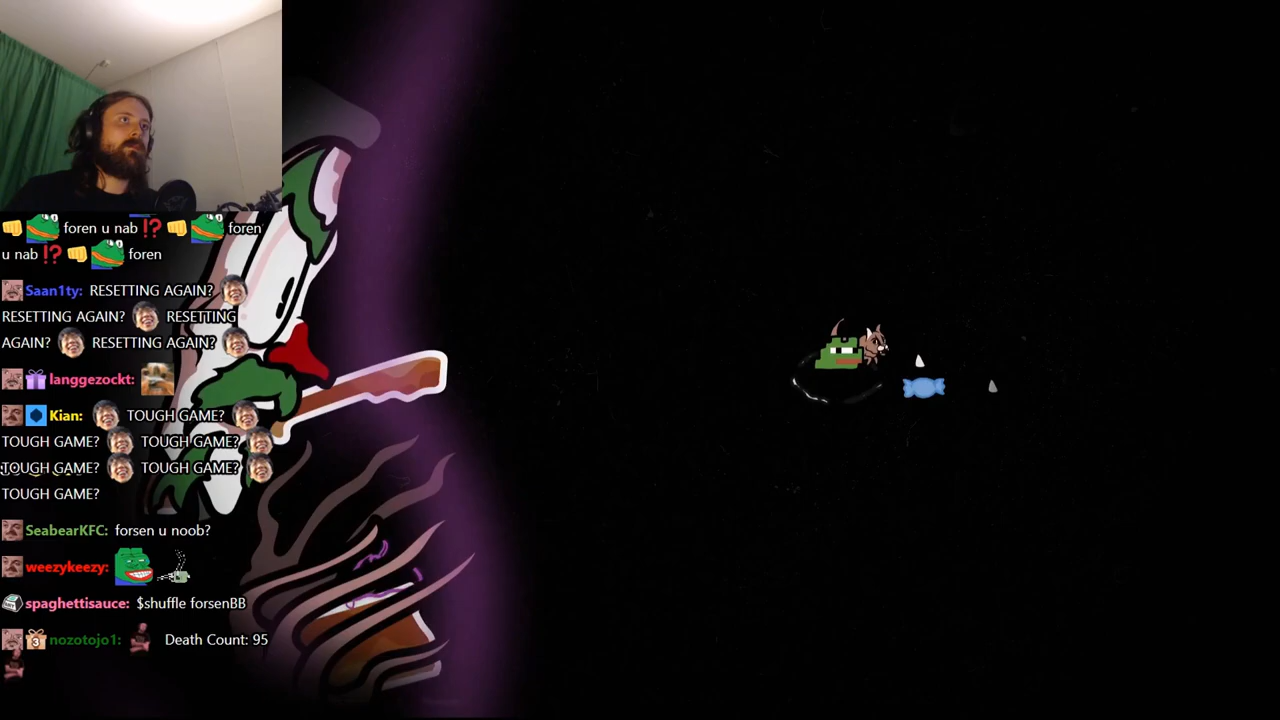 foren u nab ⁉ foren
u nab ⁉ foren
Saan1ty: RESETTING AGAIN?
RESETTING AGAIN? RESETTING
AGAIN? RESETTING AGAIN?
langgezockt:
Kian: TOUGH GAME?
TOUGH GAME? TOUGH GAME?
TOUGH GAME? TOUGH GAME?
TOUGH GAME?
SeabearKFC: forsen u noob?
weezykeezy:
spaghettisauce: $shuffle forsenBB
3 nozotojo1: Death Count: 95